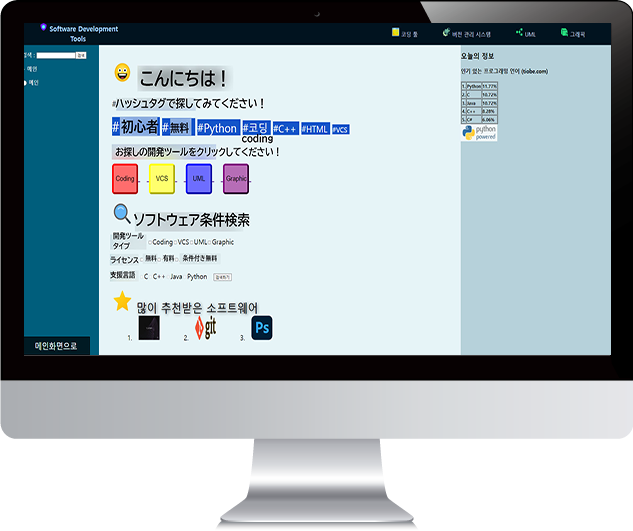 Software Development
Tools
코딩 툴
버전 관리 시스템
UML
그래픽
검색 :
검색
메인
메인
메인화면으로
こんにちは！
#ハッシュタグで探してみてください！
#初心者 #無料 #Python #코딩 #C++ #HTML #VCS
coding
お探しの開発ツールをクリックしてください！
Coding
VCS
UML
Graphic
ソフトウェア条件検索
開発ツール
タイプ
Coding VCS UML Graphic
ライセンス 無料 有料 条件付き無料
支援言語 C C++ Java Python 검색하기
많이 추천받은 소프트웨어
1.
2. git
3. Ps
오늘의 정보
인기 있는 프로그래밍 언어 (tiobe.com)
1. Python 11.77%
2. C 10.72%
3. Java 10.72%
4. C++ 8.28%
5. C# 6.06%
python
powered